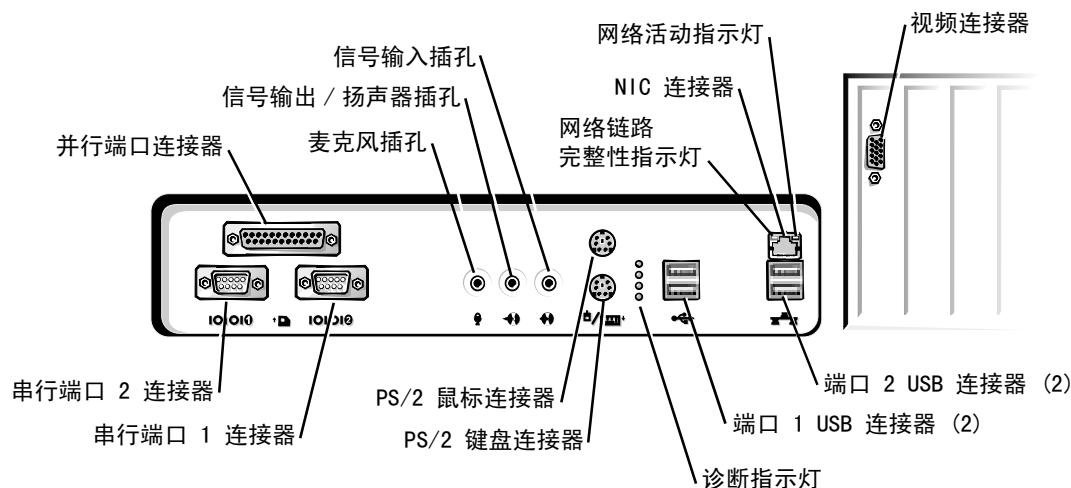 视频连接器
网络活动指示灯
信号输入插孔
NIC 连接器
信号输出 / 扬声器插孔
网络链路
完整性指示灯
并行端口连接器
麦克风插孔
串行端口 2 连接器
PS/2 鼠标连接器
端口 2 USB 连接器 (2)
串行端口 1 连接器
PS/2 键盘连接器
端口 1 USB 连接器 (2)
诊断指示灯